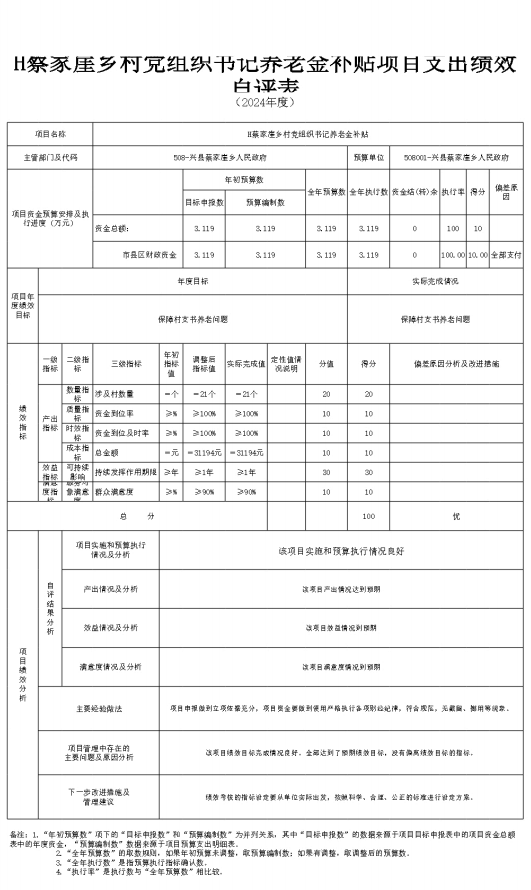 H蔡家崖乡村党组织书记养老金补贴项目支出绩效
自评表
（2024年度）
项目名称 H蔡家崖乡村党组织书记养老金补贴
主管部门及代码 508-兴县蔡家崖乡人民政府 预算单位 508001-兴县蔡家崖乡人民政府
项目资金预算安排及执
行进度（万元）
年初预算数 全年预算数 全年执行数 资金结(转)余 执行率 得分 偏差原
因
目标申报数 预算编制数
资金总额： 3.119 3.119 3.119 3.119 0 100 10
市县区财政资金 3.119 3.119 3.119 3.119 0 100.00 10.00 全部支付
项目年
度绩效
目标
年度目标 实际完成情况
保障村支书养老问题 保障村支书养老问题
绩
效
指
标
一级
指标
二级指
标
三级指标 年初
指标
值
调整后
指标值
实际完成值 定性值情
况说明
分值 得分 偏差原因分析及改进措施
产出
指标
数量指
标
涉及村数量 ＝个 ＝21个 ＝21个 20 20
质量指
标
资金到位率 ≥% ≥100% ≥100% 10 10
时效指
标
资金到位及时率 ≥% ≥100% ≥100% 10 10
成本指
标
总金额 ＝元 ＝31194元 ＝31194元 10 10
效益
指标
可持续
影响
持续发挥作用期限 ≥年 ≥1年 ≥1年 30 30
满意
度指
标
服务对
象满意
度
群众满意度 ≥% ≥90% ≥90% 10 10
总 分 100 优
项
目
绩
效
分
析
自
评
结
果
分
析
项目实施和预算执行
情况及分析
该项目实施和预算执行情况良好
产出情况及分析 该项目产出情况达到预期
效益情况及分析 该项目效益情况到预期
满意度情况及分析 该项目满意度情况到预期
主要经验做法 项目申报做到立项依据充分，项目资金要做到使用严格执行各项财经纪律，符合规范，无截留、挪用等现象。
项目管理中存在的
主要问题及原因分析
该项目绩效目标完成情况良好。全部达到了预期绩效目标，没有偏离绩效目标的指标。
下一步改进措施及
管理建议
绩效考核的指标设定要从单位实际出发，按照科学、合理、公正的标准进行设定方案。
备注：1.“年初预算数”项下的“目标申报数”和“预算编制数”为并列关系，其中“目标申报数”的数据来源于项目目标申报表中的项目资金总额
表中的年度资金，“预算编制数”数据来源于项目预算支出明细表．
2.“全年预算数”的取数规则，如果年初预算未调整，取预算编制数；如果有调整，取调整后的预算数．
3.“全年执行数”是指预算执行指标确认数．
4.“执行率”是执行数与“全年预算数”相比较．